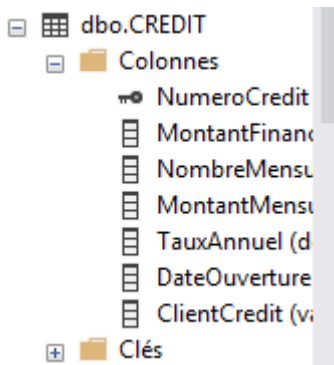 dbo.CREDIT
Colonnes
NumeroCredit
MontantFinanc
NombreMensu
MontantMensu
TauxAnnuel (d
DateOuverture
ClientCredit (va
Clés